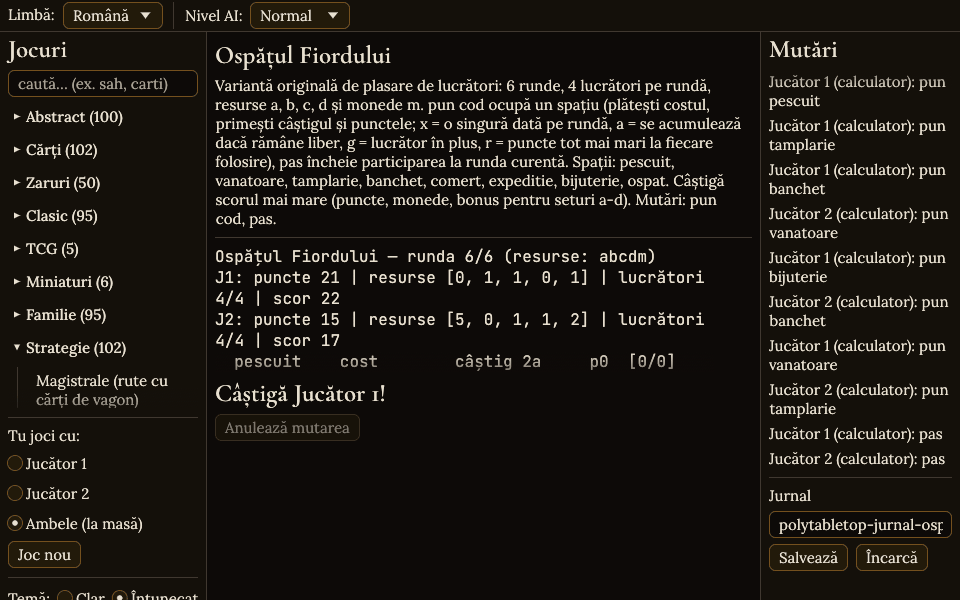 Limbă: Română Nivel AI: Normal
Jocuri
caută... (ex. sah, carti)
Abstract (100)
Cărți (102)
Zaruri (50)
Clasic (95)
TCG (5)
Miniaturi (6)
Familie (95)
Strategie (102)
Magistrale (rute cu
cărți de vagon)
Tu joci cu:
Jucător 1
Jucător 2
Ambele (la masă)
Joc nou
Temă: Clar Întunecat
Ospățul Fiordului
Variantă originală de plasare de lucrători: 6 runde, 4 lucrători pe rundă,
resurse a, b, c, d și monede m. pun cod ocupă un spațiu (plătești costul,
primești câștigul și punctele; x = o singură dată pe rundă, a = se acumulează
dacă rămâne liber, g = lucrător în plus, r = puncte tot mai mari la fiecare
folosire), pas încheie participarea la runda curentă. Spații: pescuit,
vanatoare, tamplarie, banchet, comert, expeditie, bijuterie, ospat. Câștigă
scorul mai mare (puncte, monede, bonus pentru seturi a-d). Mutări: pun
cod, pas.
Ospățul Fiordului — runda 6/6 (resurse: abcdm)
J1: puncte 21 | resurse [0, 1, 1, 0, 1] | lucrători
4/4 | scor 22
J2: puncte 15 | resurse [5, 0, 1, 1, 2] | lucrători
4/4 | scor 17
pescuit cost câștig 2a p0 [0/0]
Câștigă Jucător 1!
Anulează mutarea
Mutări
Jucător 1 (calculator): pun
pescuit
Jucător 1 (calculator): pun
tamplarie
Jucător 1 (calculator): pun
banchet
Jucător 2 (calculator): pun
vanatoare
Jucător 1 (calculator): pun
bijuterie
Jucător 2 (calculator): pun
banchet
Jucător 1 (calculator): pun
vanatoare
Jucător 2 (calculator): pun
tamplarie
Jucător 1 (calculator): pas
Jucător 2 (calculator): pas
Jurnal
polytabletop-jurnal-osp
Salvează Încarcă